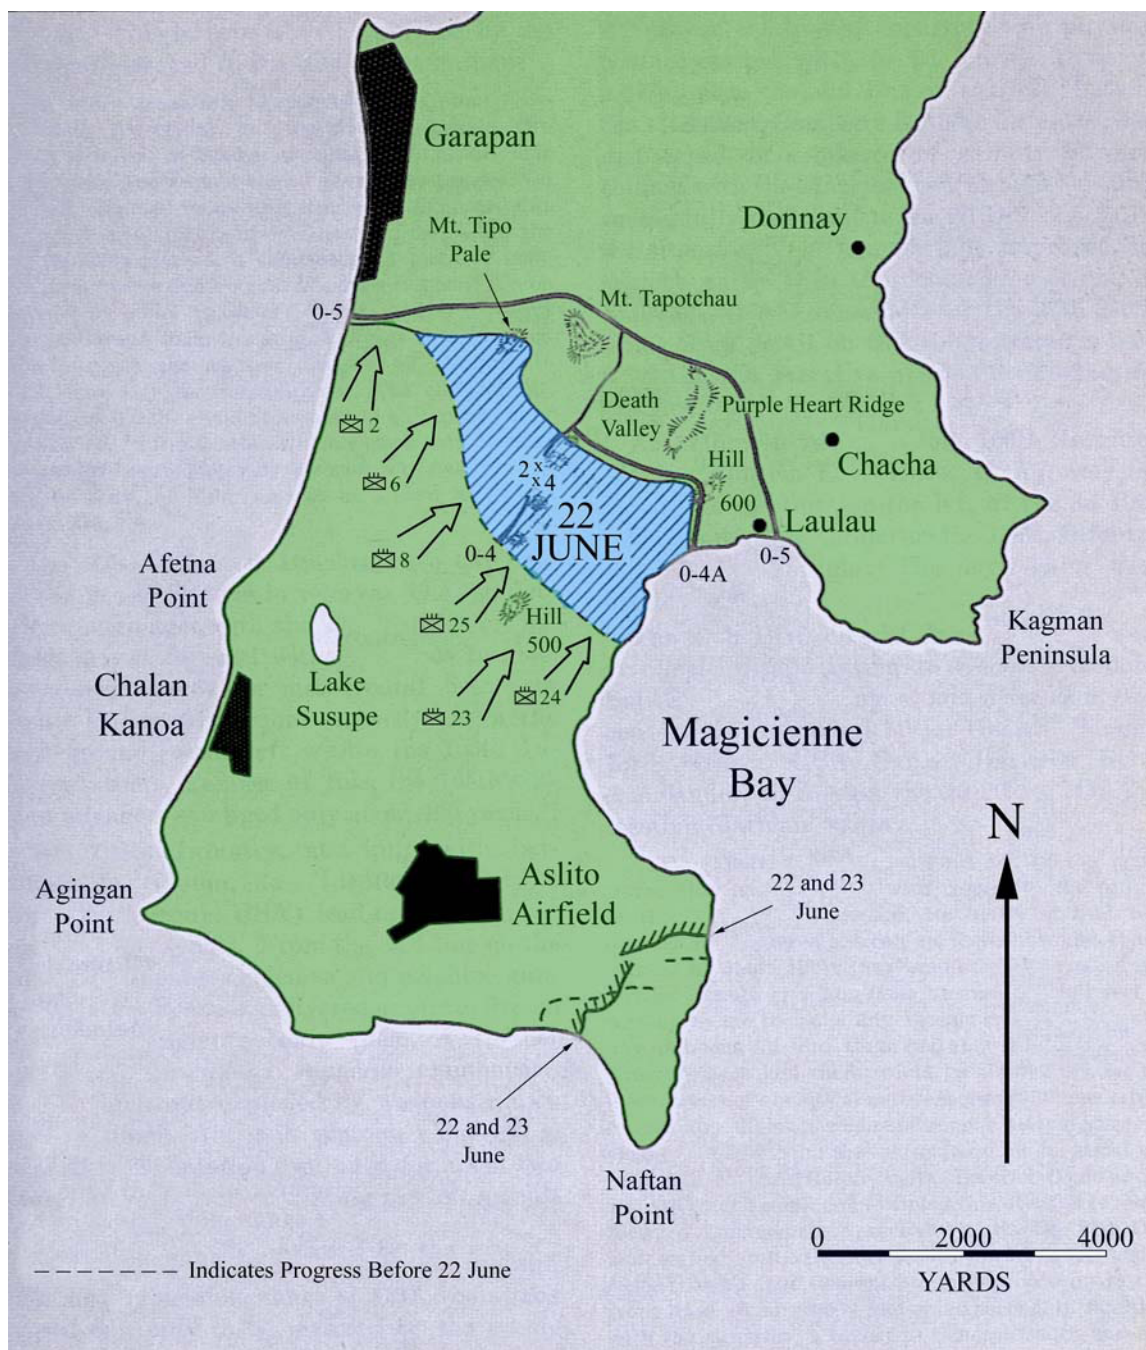 Garapan
Donnay
Mt. Tipo
Pale
0-5
Mt. Tapotchau
Death
Valley
Purple Heart Ridge
2
6
8
25
23
24
2 x
x 4
Hill
600
Chacha
Laulau
22
JUNE
0-4
0-4A
0-5
Afetna
Point
Hill
500
Kagman
Peninsula
Chalan
Kanoa
Lake
Susupe
Magicienne
Bay
N
Agingan
Point
Aslito
Airfield
22 and 23
June
22 and 23
June
Naftan
Point
0 2000 4000
YARDS
Indicates Progress Before 22 June